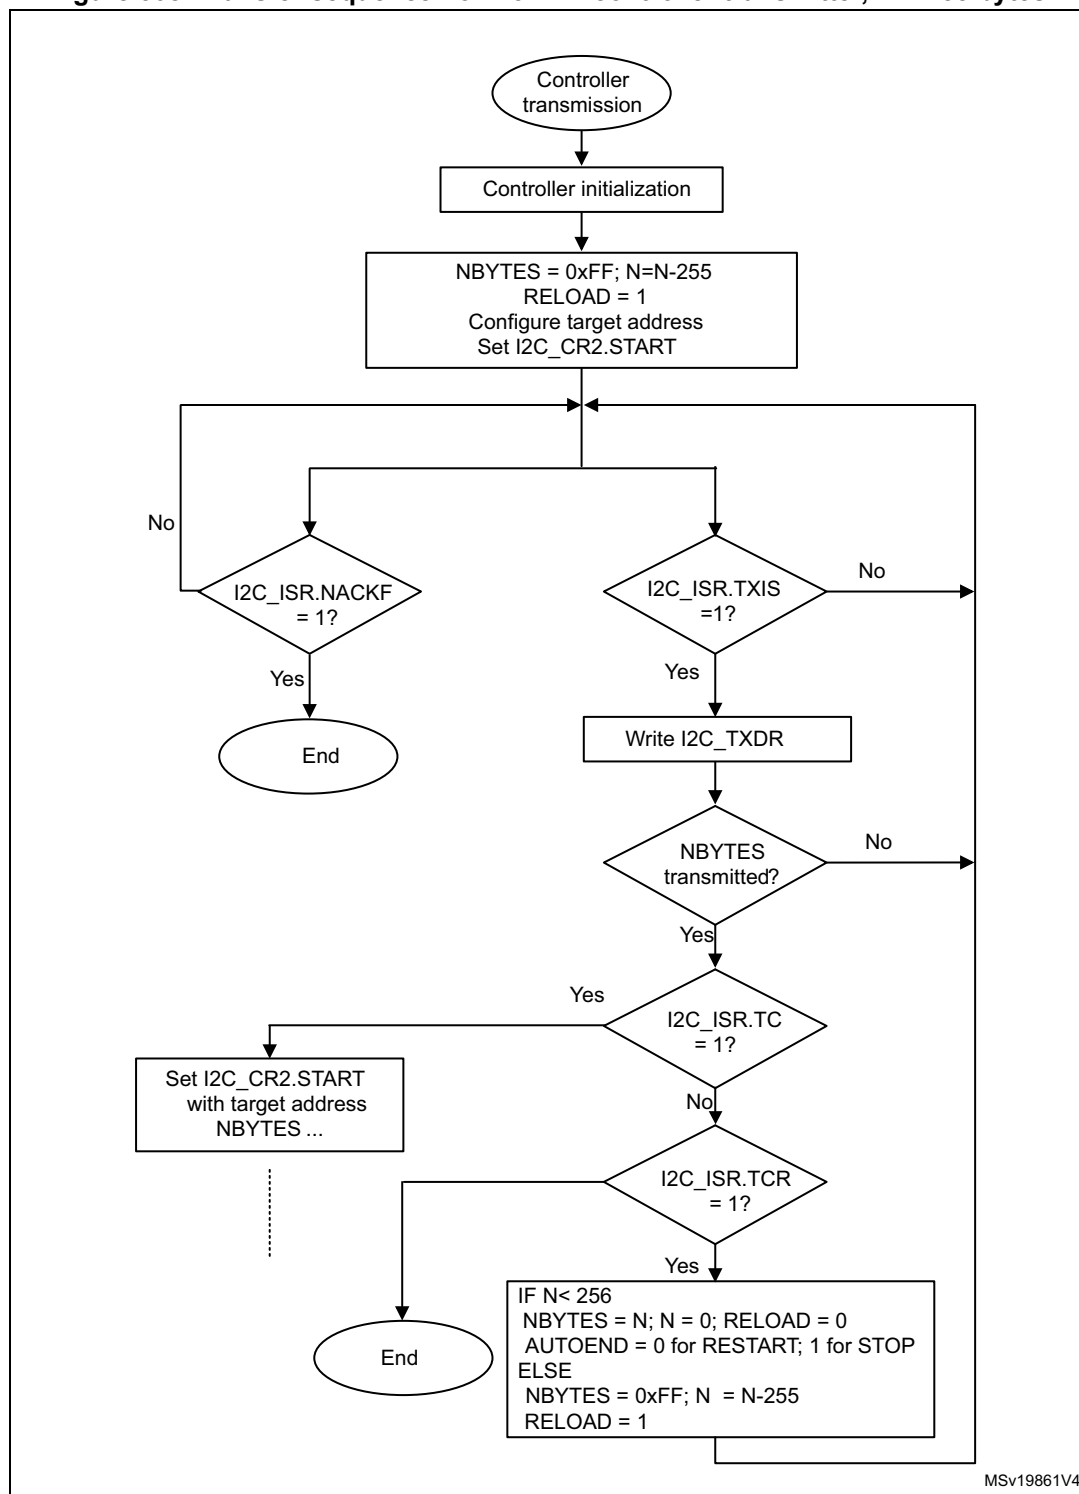 Controller
transmission
Controller initialization
NBYTES = 0xFF; N=N-255
RELOAD = 1
Configure target address
Set I2C_CR2.START
No
I2C_ISR.NACKF
= 1?
Yes
End
I2C_ISR.TXIS
=1?
No
Yes
Write I2C_TXDR
NBYTES
transmitted?
No
Yes
I2C_ISR.TC
= 1?
Yes
Set I2C_CR2.START
with target address
NBYTES ...
No
I2C_ISR.TCR
= 1?
Yes
End
IF N< 256
NBYTES = N; N = 0; RELOAD = 0
AUTOEND = 0 for RESTART; 1 for STOP
ELSE
NBYTES = 0xFF; N = N-255
RELOAD = 1
MSv19861V4